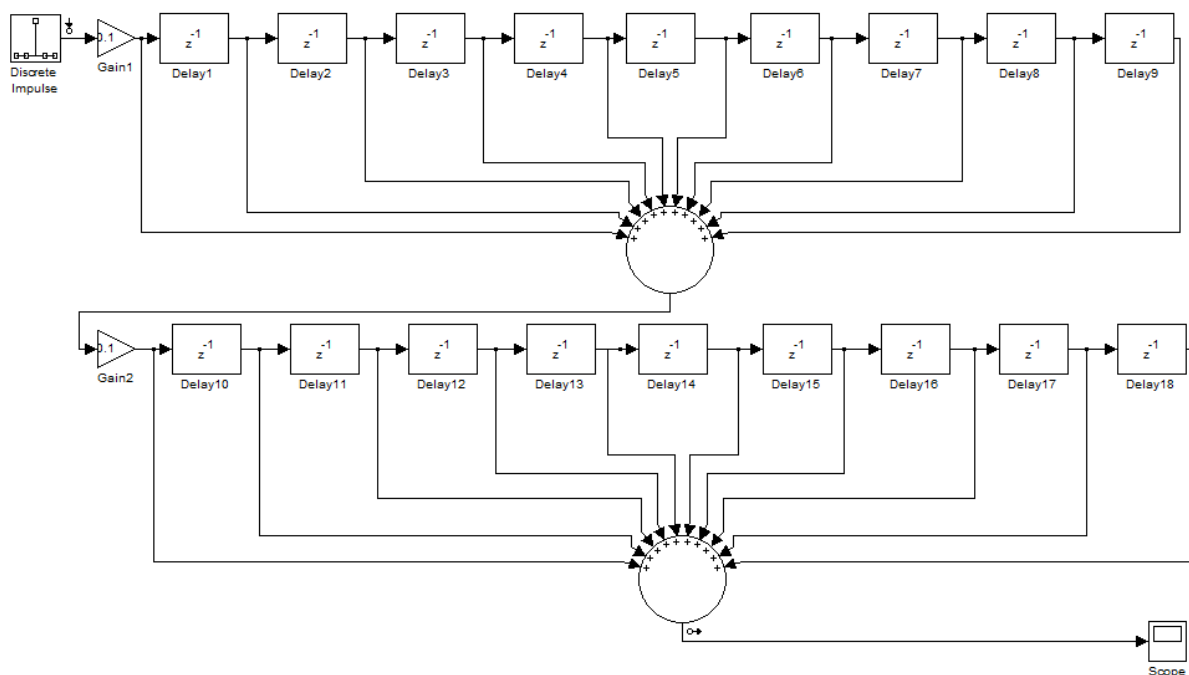 0.1
z-1
z-1
z-1
z-1
z-1
z-1
z-1
z-1
z-1
Discrete
Impulse
Gain1
Delay1
Delay2
Delay3
Delay4
Delay5
Delay6
Delay7
Delay8
Delay9
+ + + + + + + + + +
0.1
z-1
z-1
z-1
z-1
z-1
z-1
z-1
z-1
z-1
Gain2
Delay10
Delay11
Delay12
Delay13
Delay14
Delay15
Delay16
Delay17
Delay18
+ + + + + + + + + +
Scope